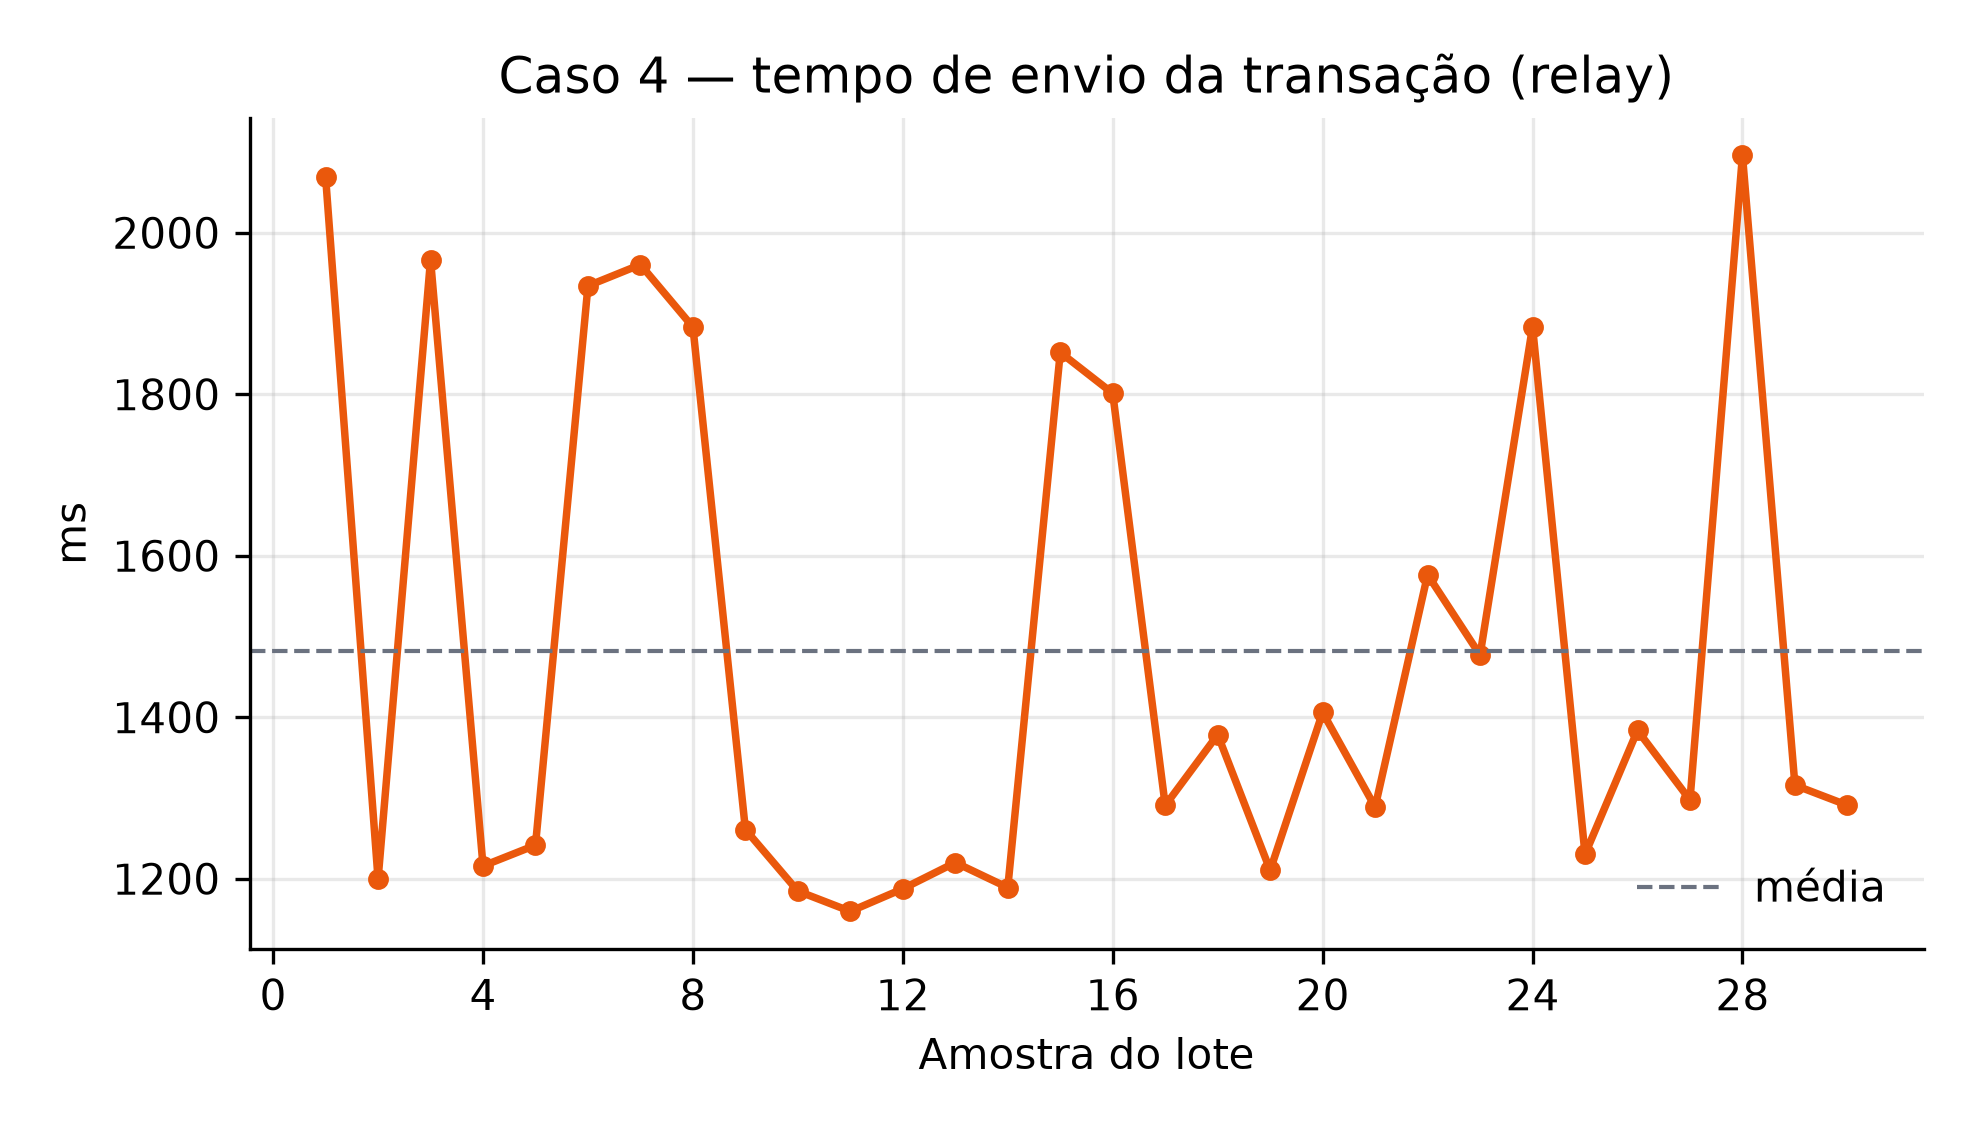 Caso 4 — tempo de envio da transação (relay)
2000
1800
1600
1400
1200
ms
média
0 4 8 12 16 20 24 28
Amostra do lote